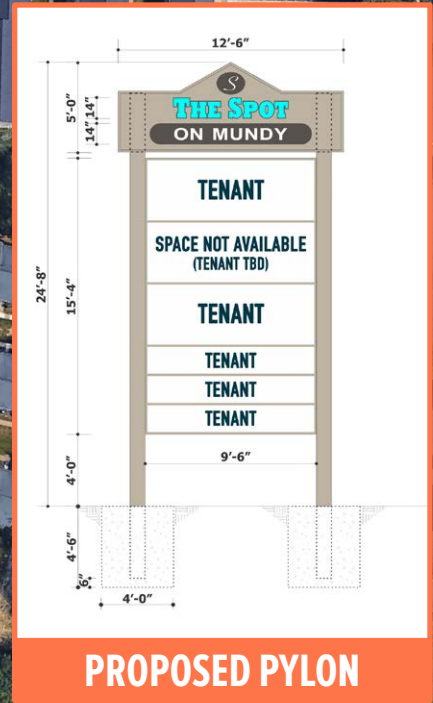 12'-6"
5'-0"
14"
14"
S
THE SPOT
ON MUNDY
24'-8"
15'-4"
TENANT
SPACE NOT AVAILABLE
(TENANT TBD)
TENANT
TENANT
TENANT
TENANT
9'-6"
4'-0"
4'-6"
6"
4'-0"
PROPOSED PYLON